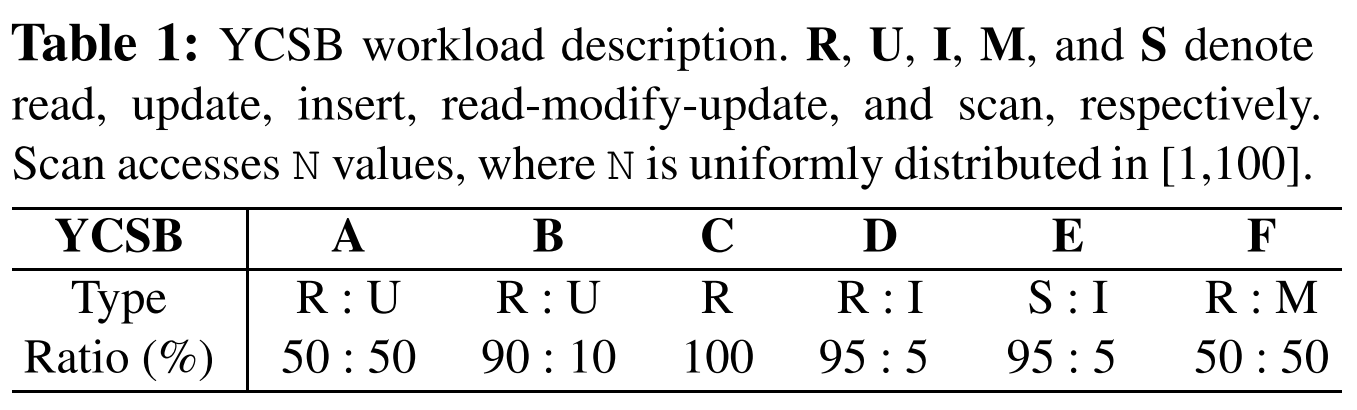 Table 1: YCSB workload description. R, U, I, M, and S denote
read, update, insert, read-modify-update, and scan, respectively.
Scan accesses N values, where N is uniformly distributed in [1,100].
YCSB A B C D E F
Type R : U R : U R R : I S : I R : M
Ratio (%) 50 : 50 90 : 10 100 95 : 5 95 : 5 50 : 50